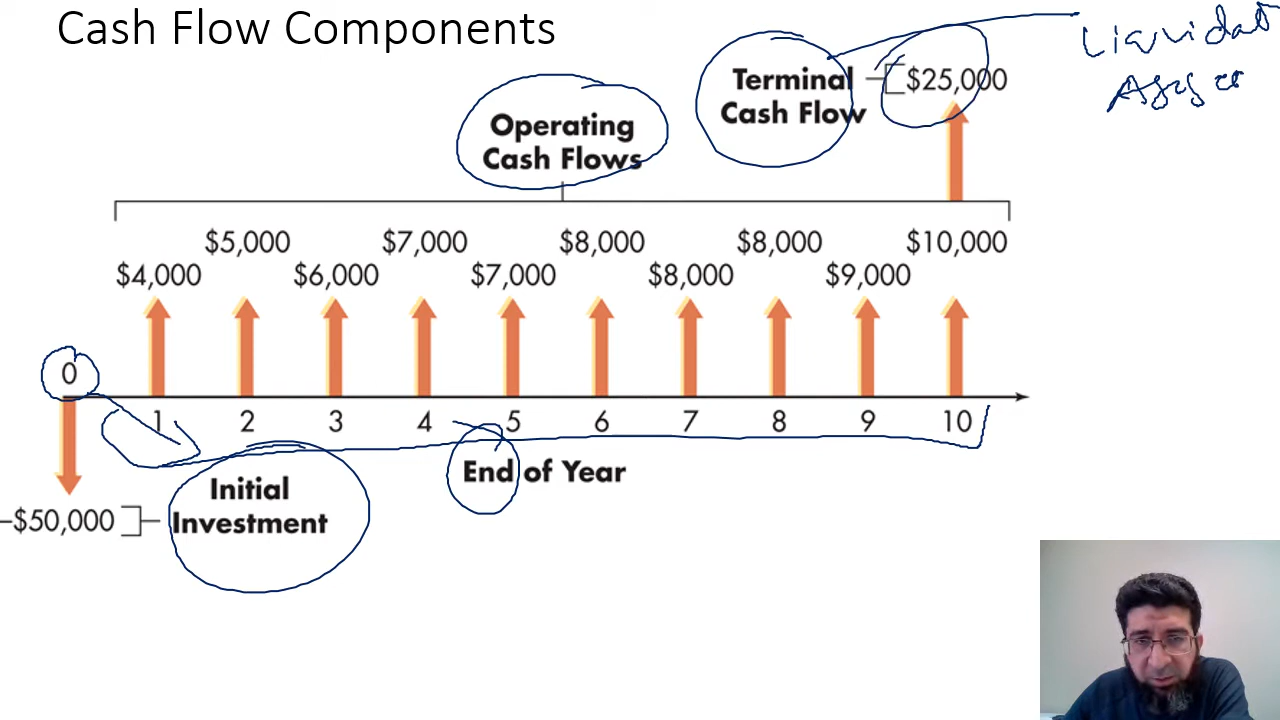 Cash Flow Components
Liquidat
Terminal
Cash Flow
$25,000
Operating
Cash Flows
$5,000 $7,000 $8,000 $8,000 $10,000
$4,000 $6,000 $7,000 $8,000 $9,000
0
1 2 3 4 5 6 7 8 9 10
End of Year
Initial
Investment
–$50,000